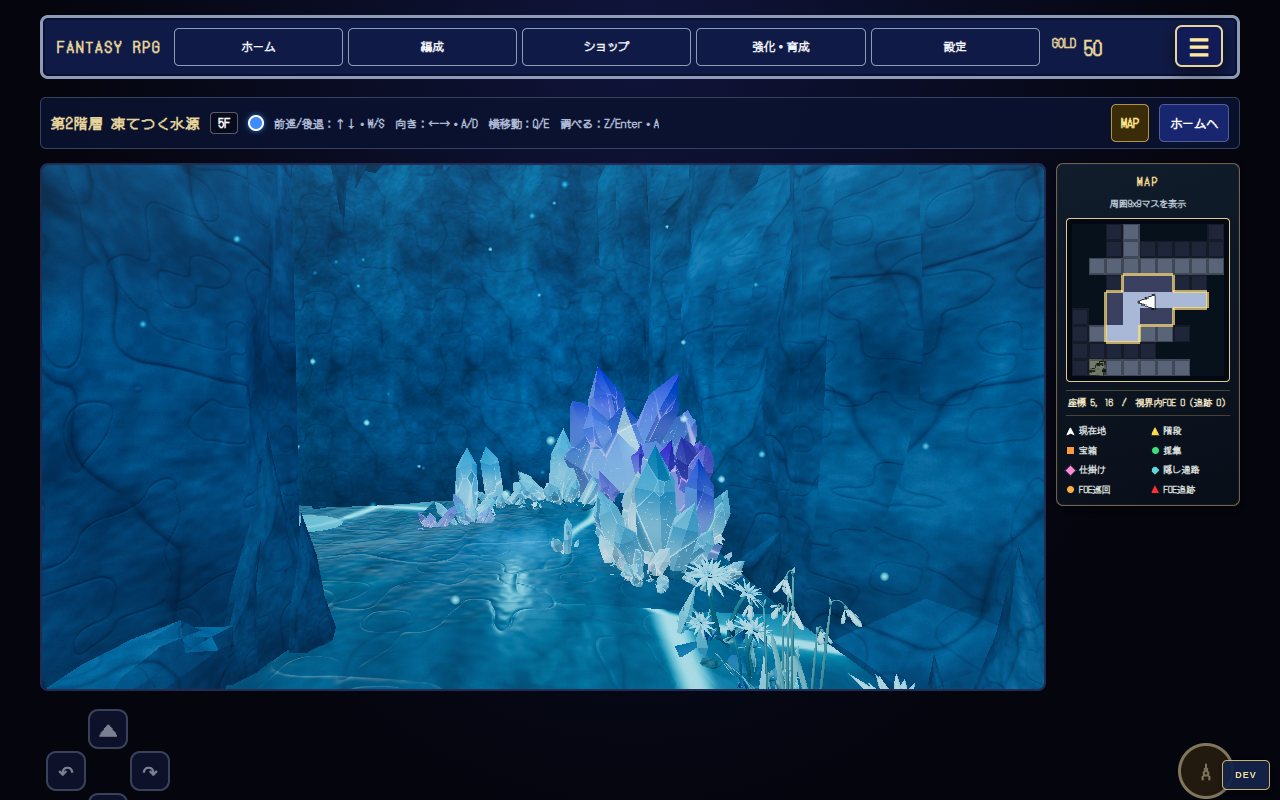 FANTASY RPG
ホーム
編成
ショップ
強化・育成
設定
GOLD 50
第2階層 凍てつく水源
5F
前進/後退：↑↓・W/S 向き：←→・A/D 横移動：Q/E 調べる：Z/Enter・A
MAP
ホームへ
MAP
周囲9x9マスを表示
座標 5, 16 / 視界内FOE 0 (追跡 0)
現在地
階段
宝箱
採集
仕掛け
隠し通路
FOE巡回
FOE追跡
A
DEV